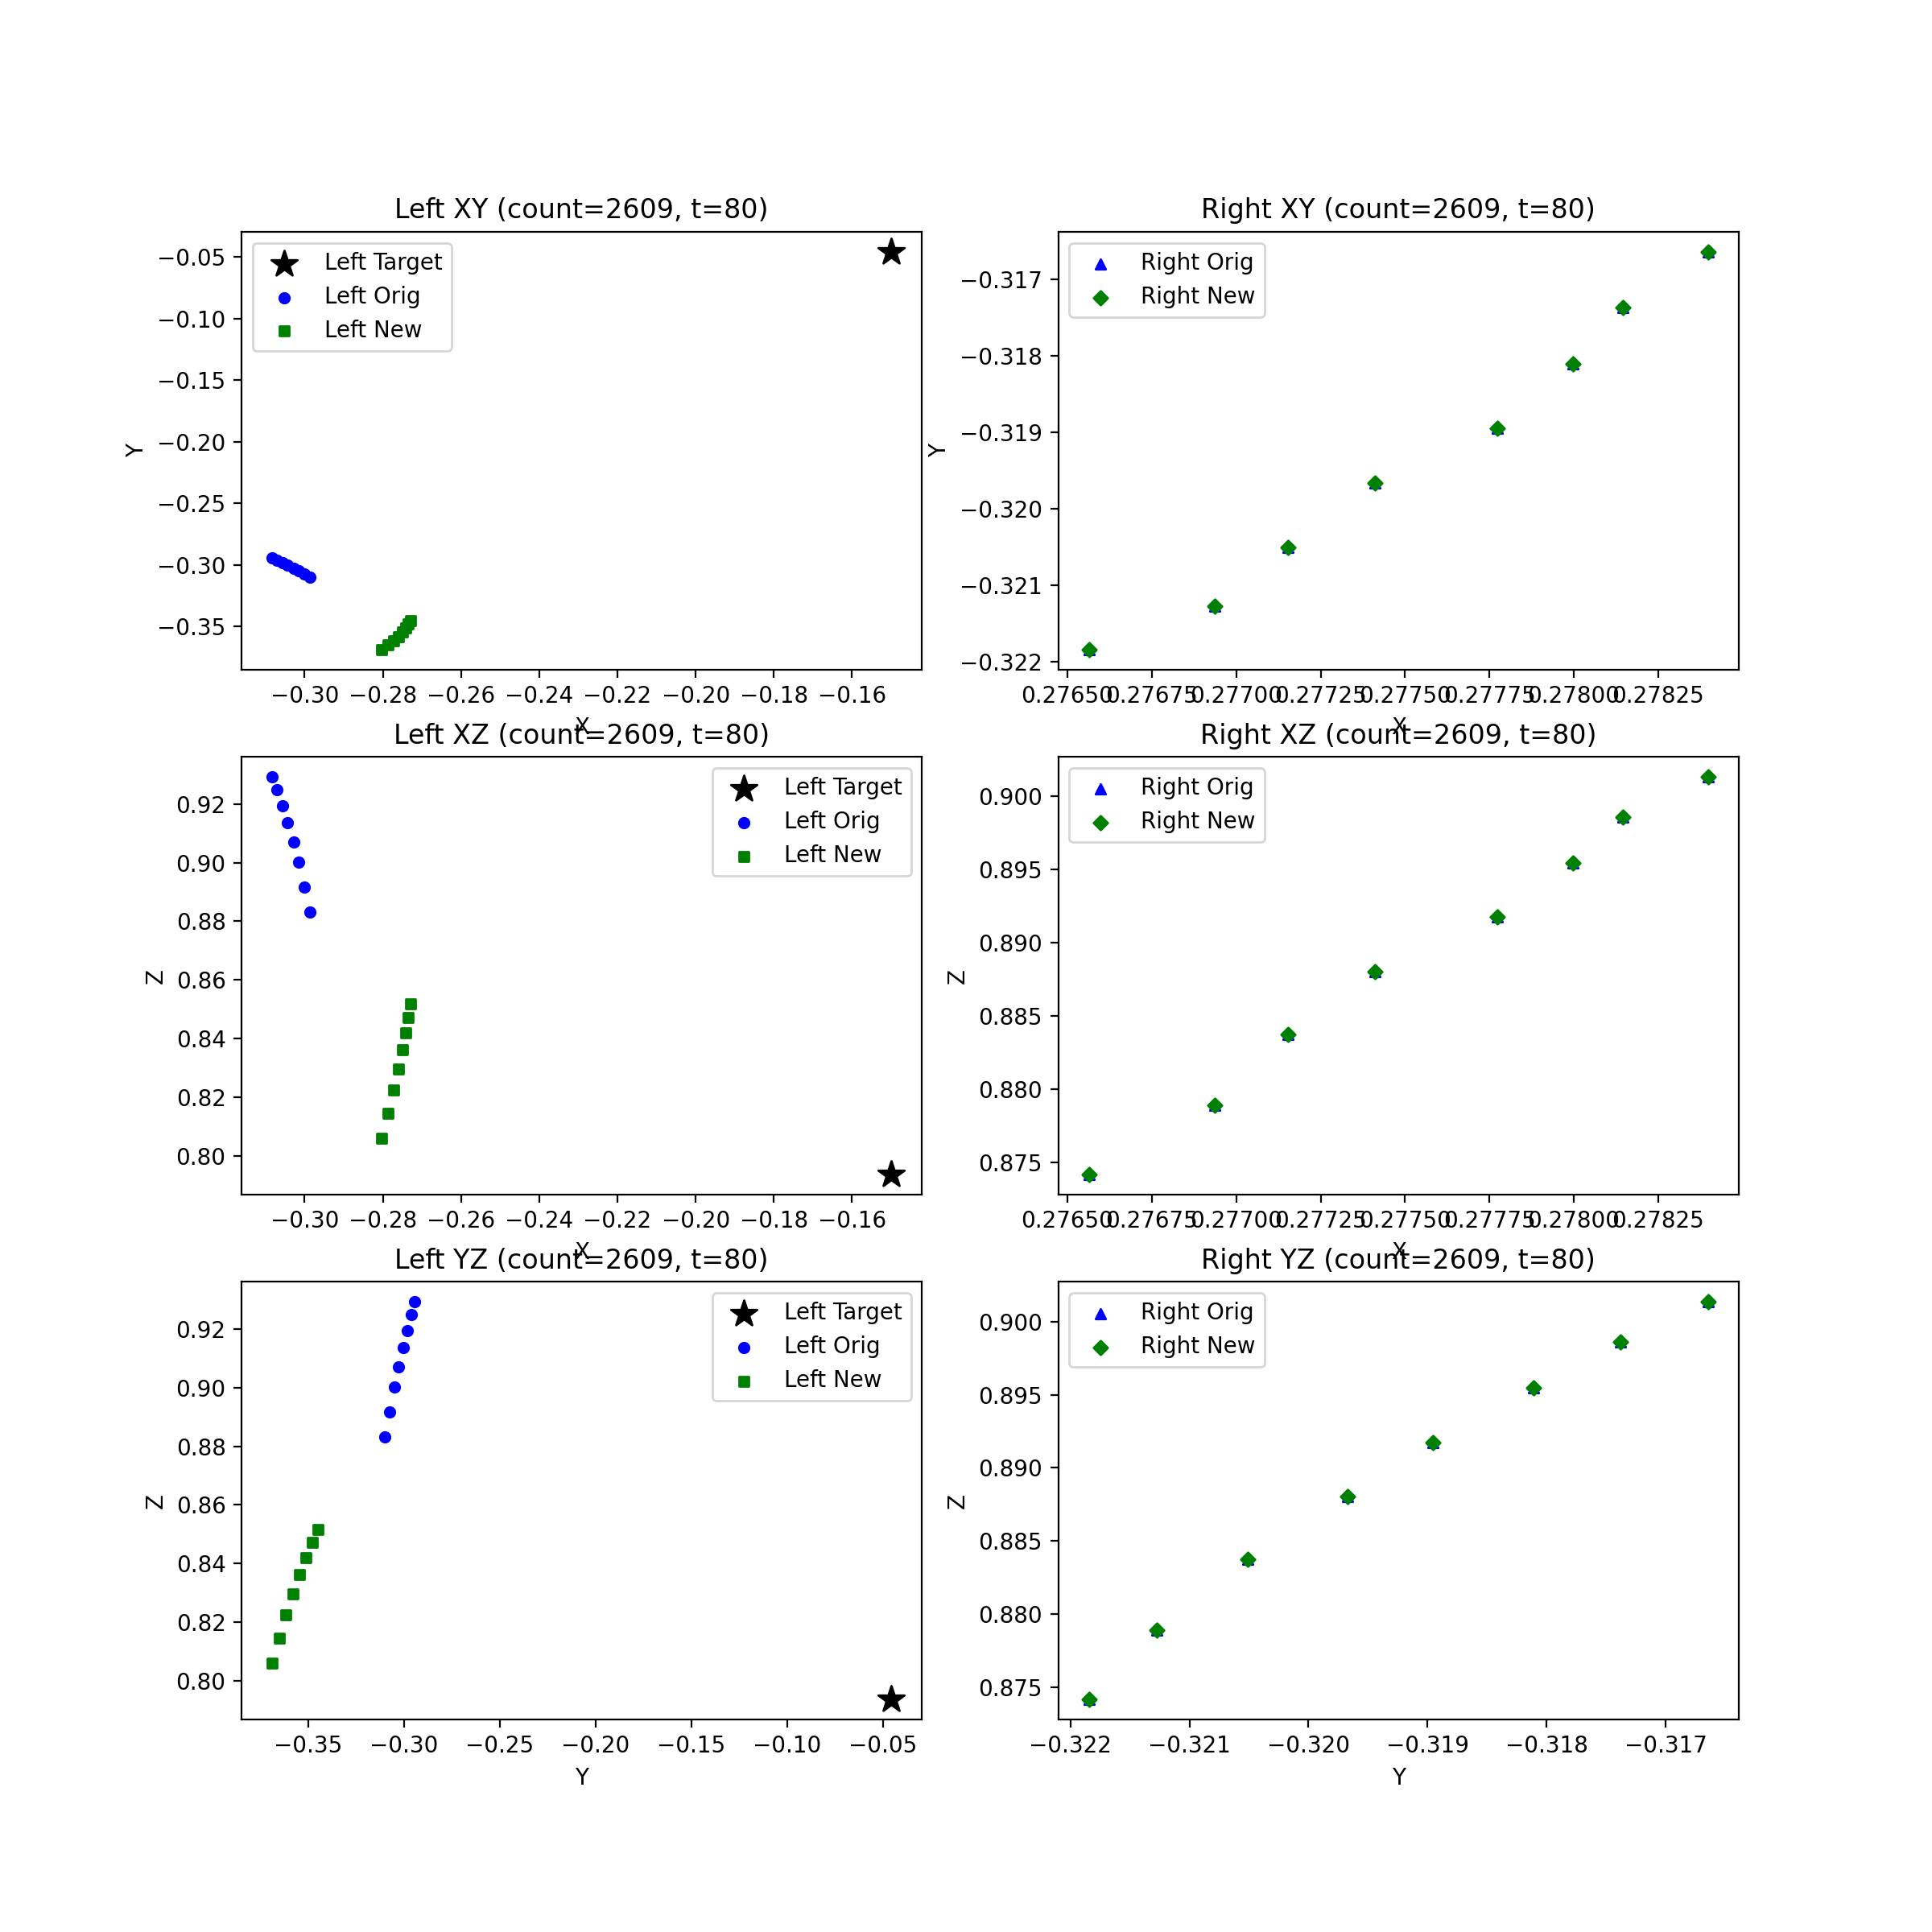 Left XY (count=2609, t=80)
Left Target
Left Orig
Left New
Y
−0.05
−0.10
−0.15
−0.20
−0.25
−0.30
−0.35
−0.30 −0.28 −0.26 −0.24 −0.22 −0.20 −0.18 −0.16
X
Right XY (count=2609, t=80)
Right Orig
Right New
Y
−0.317
−0.318
−0.319
−0.320
−0.321
−0.322
0.27650 0.27675 0.27700 0.27725 0.27750 0.27775 0.27800 0.27825
X
Left XZ (count=2609, t=80)
Left Target
Left Orig
Left New
Z
0.92
0.90
0.88
0.86
0.84
0.82
0.80
−0.30 −0.28 −0.26 −0.24 −0.22 −0.20 −0.18 −0.16
X
Right XZ (count=2609, t=80)
Right Orig
Right New
Z
0.900
0.895
0.890
0.885
0.880
0.875
0.27650 0.27675 0.27700 0.27725 0.27750 0.27775 0.27800 0.27825
X
Left YZ (count=2609, t=80)
Left Target
Left Orig
Left New
Z
0.92
0.90
0.88
0.86
0.84
0.82
0.80
−0.35 −0.30 −0.25 −0.20 −0.15 −0.10 −0.05
Y
Right YZ (count=2609, t=80)
Right Orig
Right New
Z
0.900
0.895
0.890
0.885
0.880
0.875
−0.322 −0.321 −0.320 −0.319 −0.318 −0.317
Y